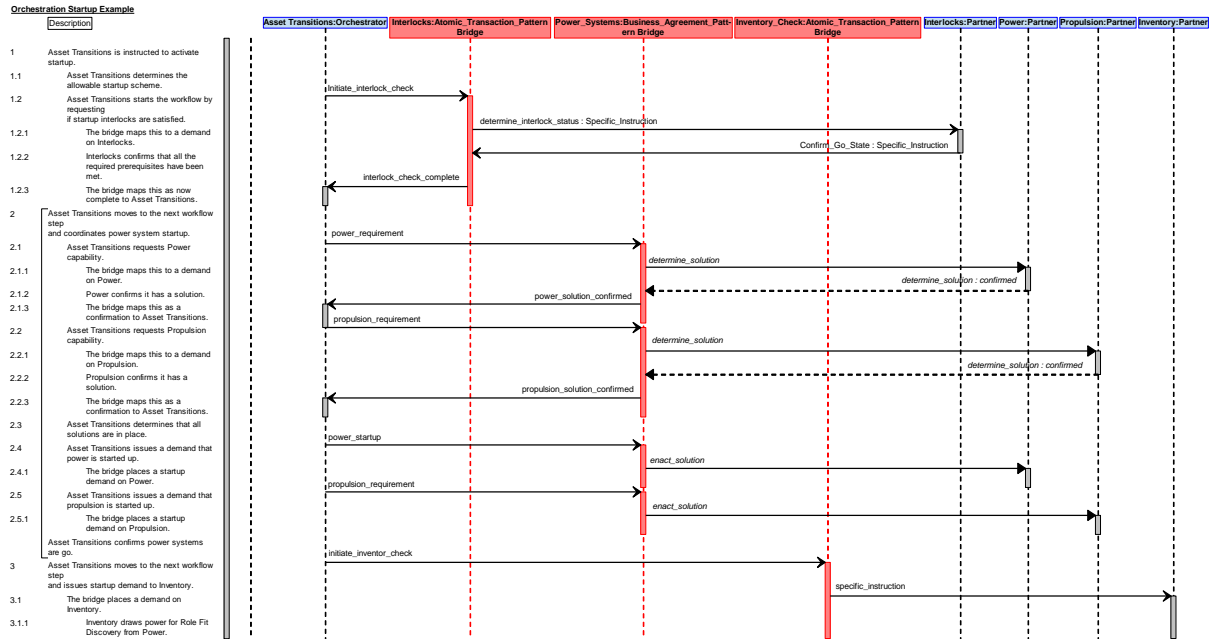 Orchestration Startup Example
Description
Asset Transitions:Orchestrator
Interlocks:Atomic_Transaction_Pattern
Bridge
Power_Systems:Business_Agreement_Patt-
ern Bridge
Inventory_Check:Atomic_Transaction_Pattern
Bridge
Interlocks:Partner
Power:Partner
Propulsion:Partner
Inventory:Partner
1 Asset Transitions is instructed to activate
startup.
1.1 Asset Transitions determines the
allowable startup scheme.
Initiate_interlock_check
1.2 Asset Transitions starts the workflow by
requesting
if startup interlocks are satisfied.
determine_interlock_status : Specific_Instruction
1.2.1 The bridge maps this to a demand
on Interlocks.
Confirm_Go_State : Specific_Instruction
1.2.2 Interlocks confirms that all the
required prerequisites have been
met.
interlock_check_complete
1.2.3 The bridge maps this as now
complete to Asset Transitions.
2 Asset Transitions moves to the next workflow
step
and coordinates power system startup.
power_requirement
2.1 Asset Transitions requests Power
capability.
determine_solution
2.1.1 The bridge maps this to a demand
on Power.
determine_solution : confirmed
2.1.2 Power confirms it has a solution.
power_solution_confirmed
2.1.3 The bridge maps this as a
confirmation to Asset Transitions.
propulsion_requirement
2.2 Asset Transitions requests Propulsion
capability.
determine_solution
2.2.1 The bridge maps this to a demand
on Propulsion.
determine_solution : confirmed
2.2.2 Propulsion confirms it has a
solution.
propulsion_solution_confirmed
2.2.3 The bridge maps this as a
confirmation to Asset Transitions.
2.3 Asset Transitions determines that all
solutions are in place.
power_startup
2.4 Asset Transitions issues a demand that
power is started up.
enact_solution
2.4.1 The bridge places a startup
demand on Power.
propulsion_requirement
2.5 Asset Transitions issues a demand that
propulsion is started up.
enact_solution
2.5.1 The bridge places a startup
demand on Propulsion.
Asset Transitions confirms power systems
are go.
initiate_inventor_check
3 Asset Transitions moves to the next workflow
step
and issues startup demand to Inventory.
specific_instruction
3.1 The bridge places a demand on
Inventory.
3.1.1 Inventory draws power for Role Fit
Discovery from Power.